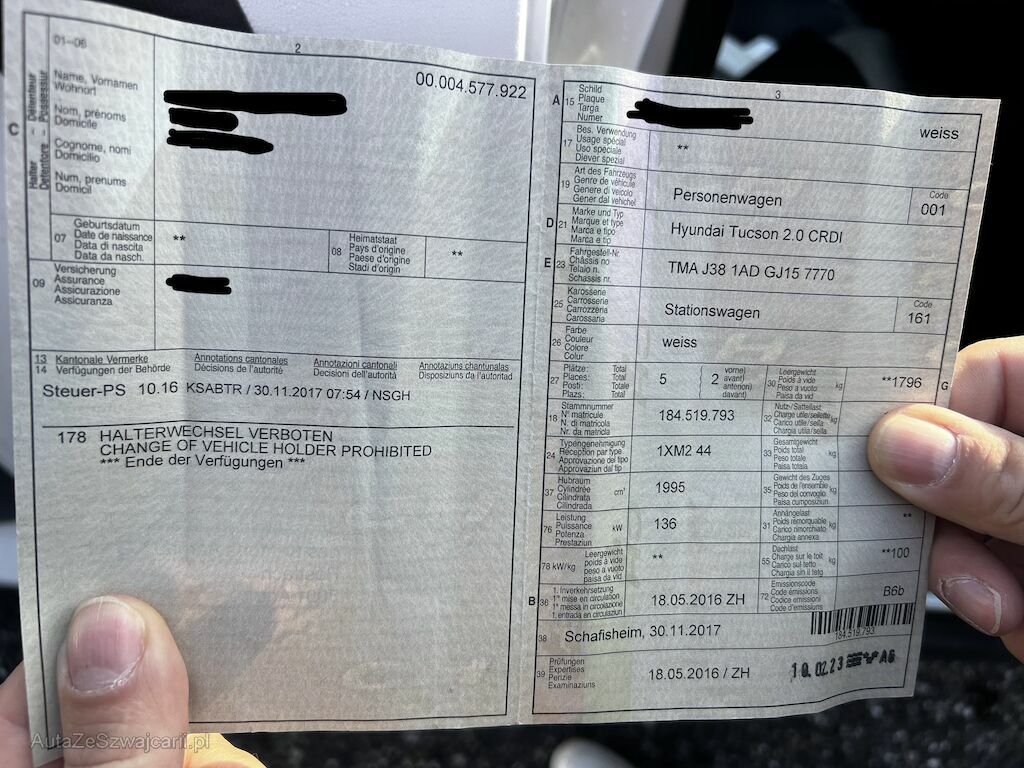 01–06
2
C
Halter – Détenteur
Detentore – Possessur
Name, Vornamen
Wohnort
Nom, prénoms
Domicile
Cognome, nomi
Domicilio
Num, prenums
Domicil
00.004.577.922
07
Geburtsdatum
Date de naissance
Data di nascita
Data da nasch.
**
08
Heimatstaat
Pays d'origine
Paese d'origine
Stadi d'origin
**
09
Versicherung
Assurance
Assicurazione
Assicuranza
13 Kantonale Vermerke Annotations cantonales Annotazioni cantonali Annotaziuns chantunalas
14 Verfügungen der Behörde Décisions de l'autorité Decisioni dell'autorità Disposiziuns da l'autoritad
Steuer-PS 10.16 KSABTR / 30.11.2017 07:54 / NSGH
178 HALTERWECHSEL VERBOTEN
CHANGE OF VEHICLE HOLDER PROHIBITED
*** Ende der Verfügungen ***
3
A 15
Schild
Plaque
Targa
Numer
weiss
17
Bes. Verwendung
Usage spécial
Uso speciale
Diever spezial
**
19
Art des Fahrzeugs
Genre de véhicule
Genere di veicolo
Gener dal vehichel
Personenwagen
Code
001
D 21
Marke und Typ
Marque et type
Marca e tipo
Marca e tip
Hyundai Tucson 2.0 CRDI
E 23
Fahrgestell-Nr.
Châssis no
Telaio n.
Schassis nr.
TMA J38 1AD GJ15 7770
25
Karosserie
Carrosserie
Carrozzeria
Carossaria
Stationswagen
Code
161
26
Farbe
Couleur
Colore
Colur
weiss
27
Plätze: Total
Places: Total
Posti: Totale
Plazs: Total
5
2
vorne)
avant)
anteriori)
davant)
30
Leergewicht
Poids à vide
Peso a vuoto
Paisa da vid
kg
**1796
G
18
Stammnummer
N° matricule
N. di matricola
Nr. da matricla
184.519.793
32
Nutz-/Sattellast
Charge utile/sellette
Carico utile/sella
Chargia utila/sella
kg
24
Typengenehmigung
Reception par type
Approvazione del tipo
Approvaziun dal tip
1XM2 44
33
Gesamtgewicht
Poids total
Peso totale
Paisa totala
kg
37
Hubraum
Cylindrée
Cilindrata
Cilindrada
cm³
1995
35
Gewicht des Zuges
Poids de l'ensemble
Peso del convoglio
Paisa cumposiziun
kg
76
Leistung
Puissance
Potenza
Prestaziun
kW
136
31
Anhängelast
Poids remorquable
Carico rimorchiato
Chargia annexa
kg
**
78 kW/kg
Leergewicht
poids à vide
peso a vuoto
paisa da vid
**
55
Dachlast
Charge sur le toit
Carico sul tetto
Chargia sin il tetg
kg
**100
B 36
1. Inverkehrsetzung
1re mise en circulation
1a messa in circolazione
1. entrada en circulaziun
18.05.2016 ZH
72
Emissionscode
Code émissions
Codice emissioni
Code d'emissiuns
B6b
38
Schafisheim, 30.11.2017
184.519.793
39
Prüfungen
Expertises
Perizie
Examinaziuns
18.05.2016 / ZH
10.02.23
AG
AutaZeSzwajcarii.pl